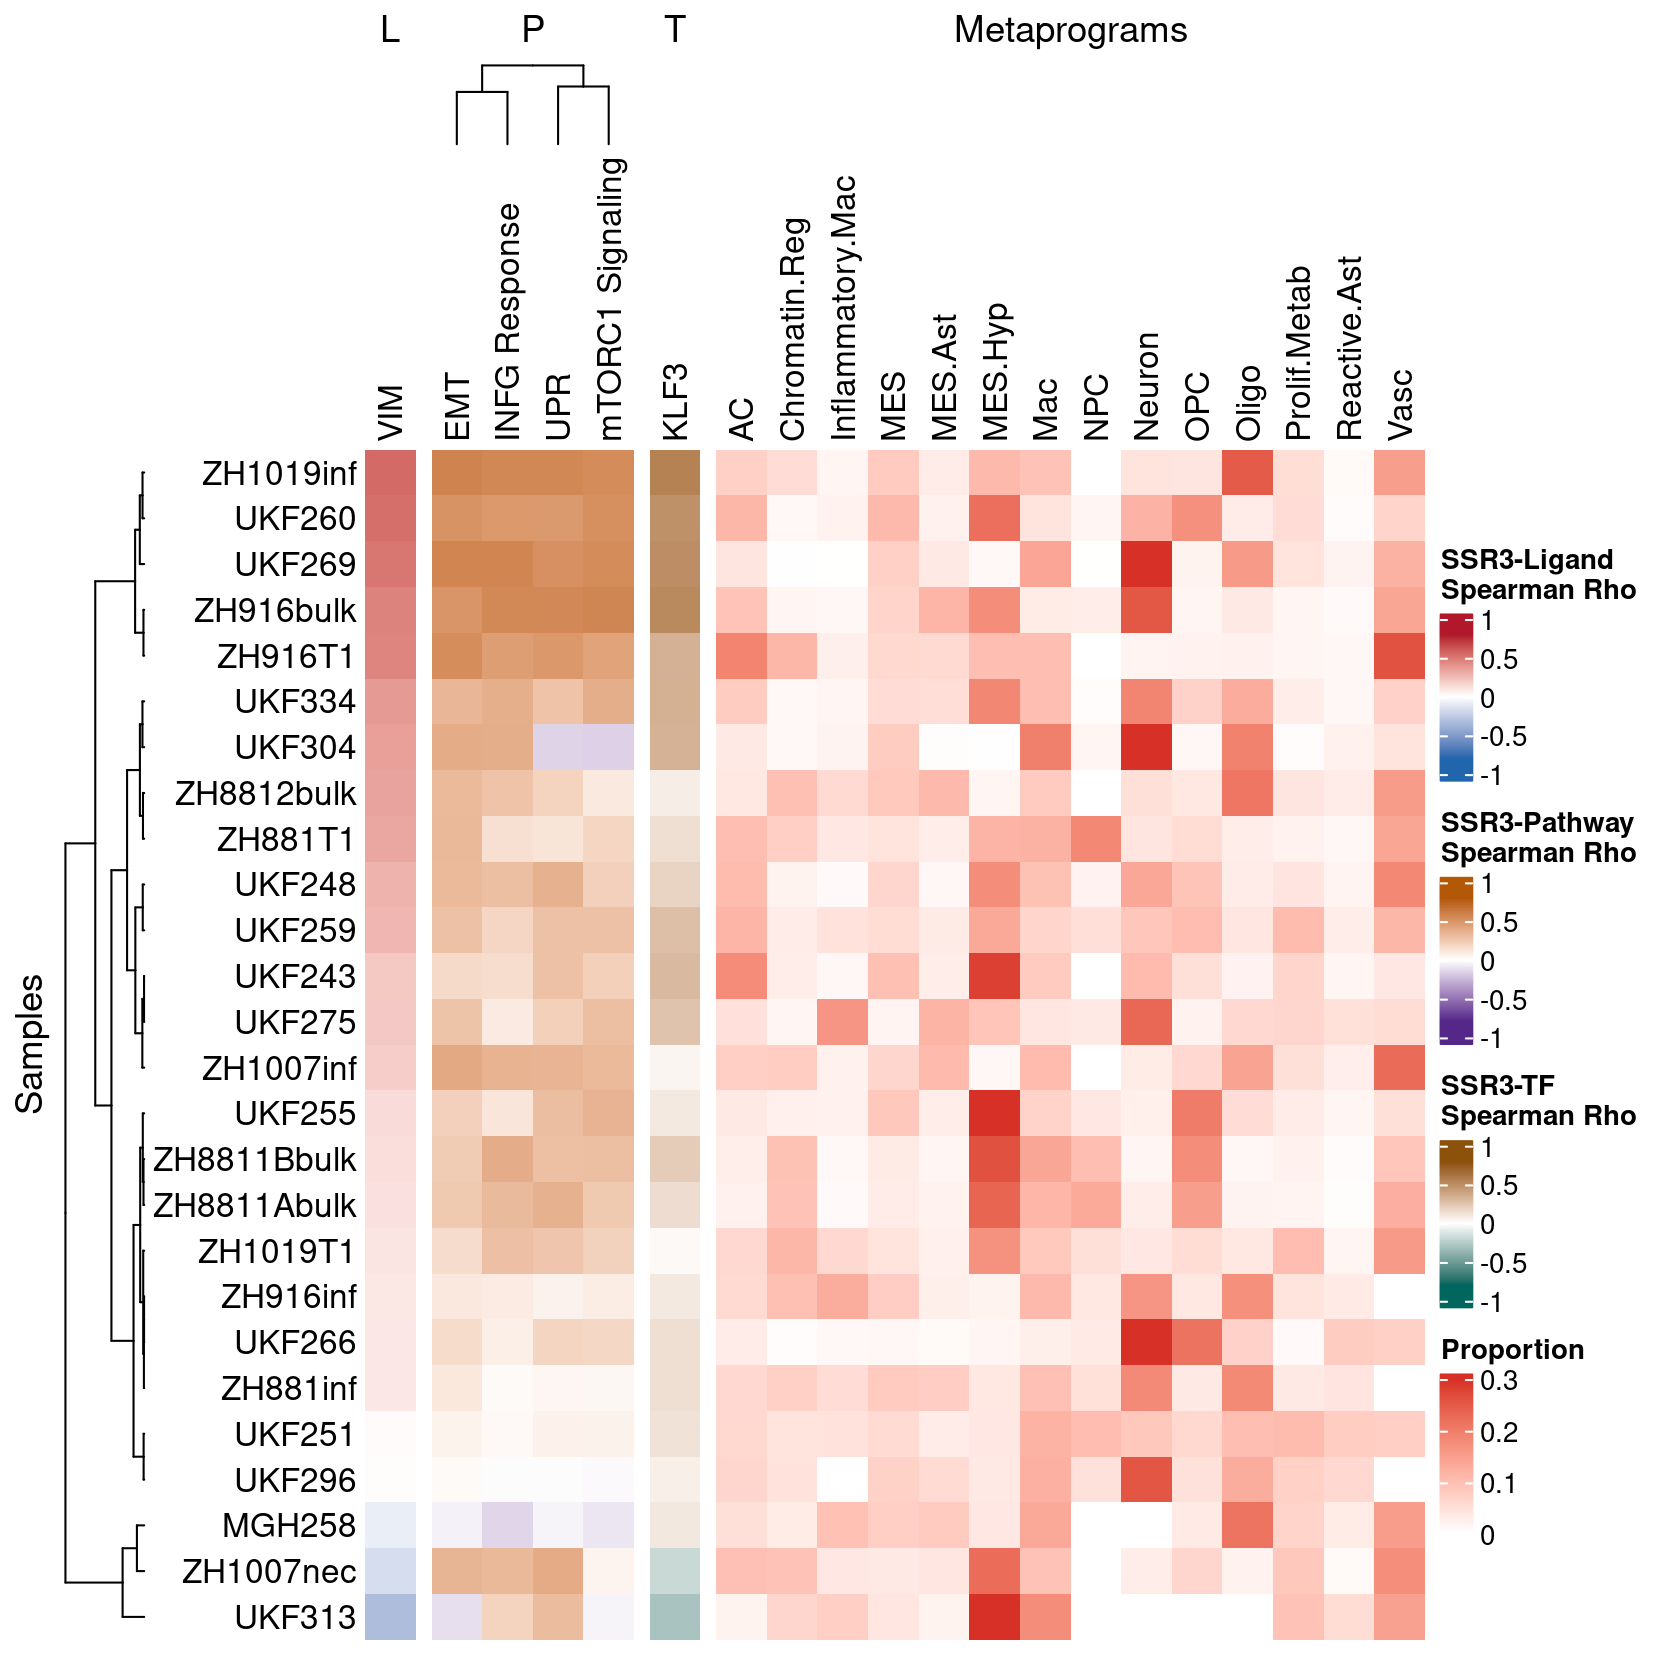 L P T Metaprograms
VIM
EMT
INFG Response
UPR
mTORC1 Signaling
KLF3
AC
Chromatin.Reg
Inflammatory.Mac
MES
MES.Ast
MES.Hyp
Mac
NPC
Neuron
OPC
Oligo
Prolif.Metab
Reactive.Ast
Vasc
Samples
ZH1019inf
UKF260
UKF269
ZH916bulk
ZH916T1
UKF334
UKF304
ZH8812bulk
ZH881T1
UKF248
UKF259
UKF243
UKF275
ZH1007inf
UKF255
ZH8811Bbulk
ZH8811Abulk
ZH1019T1
ZH916inf
UKF266
ZH881inf
UKF251
UKF296
MGH258
ZH1007nec
UKF313
SSR3-Ligand
Spearman Rho
1
0.5
0
-0.5
-1
SSR3-Pathway
Spearman Rho
1
0.5
0
-0.5
-1
SSR3-TF
Spearman Rho
1
0.5
0
-0.5
-1
Proportion
0.3
0.2
0.1
0